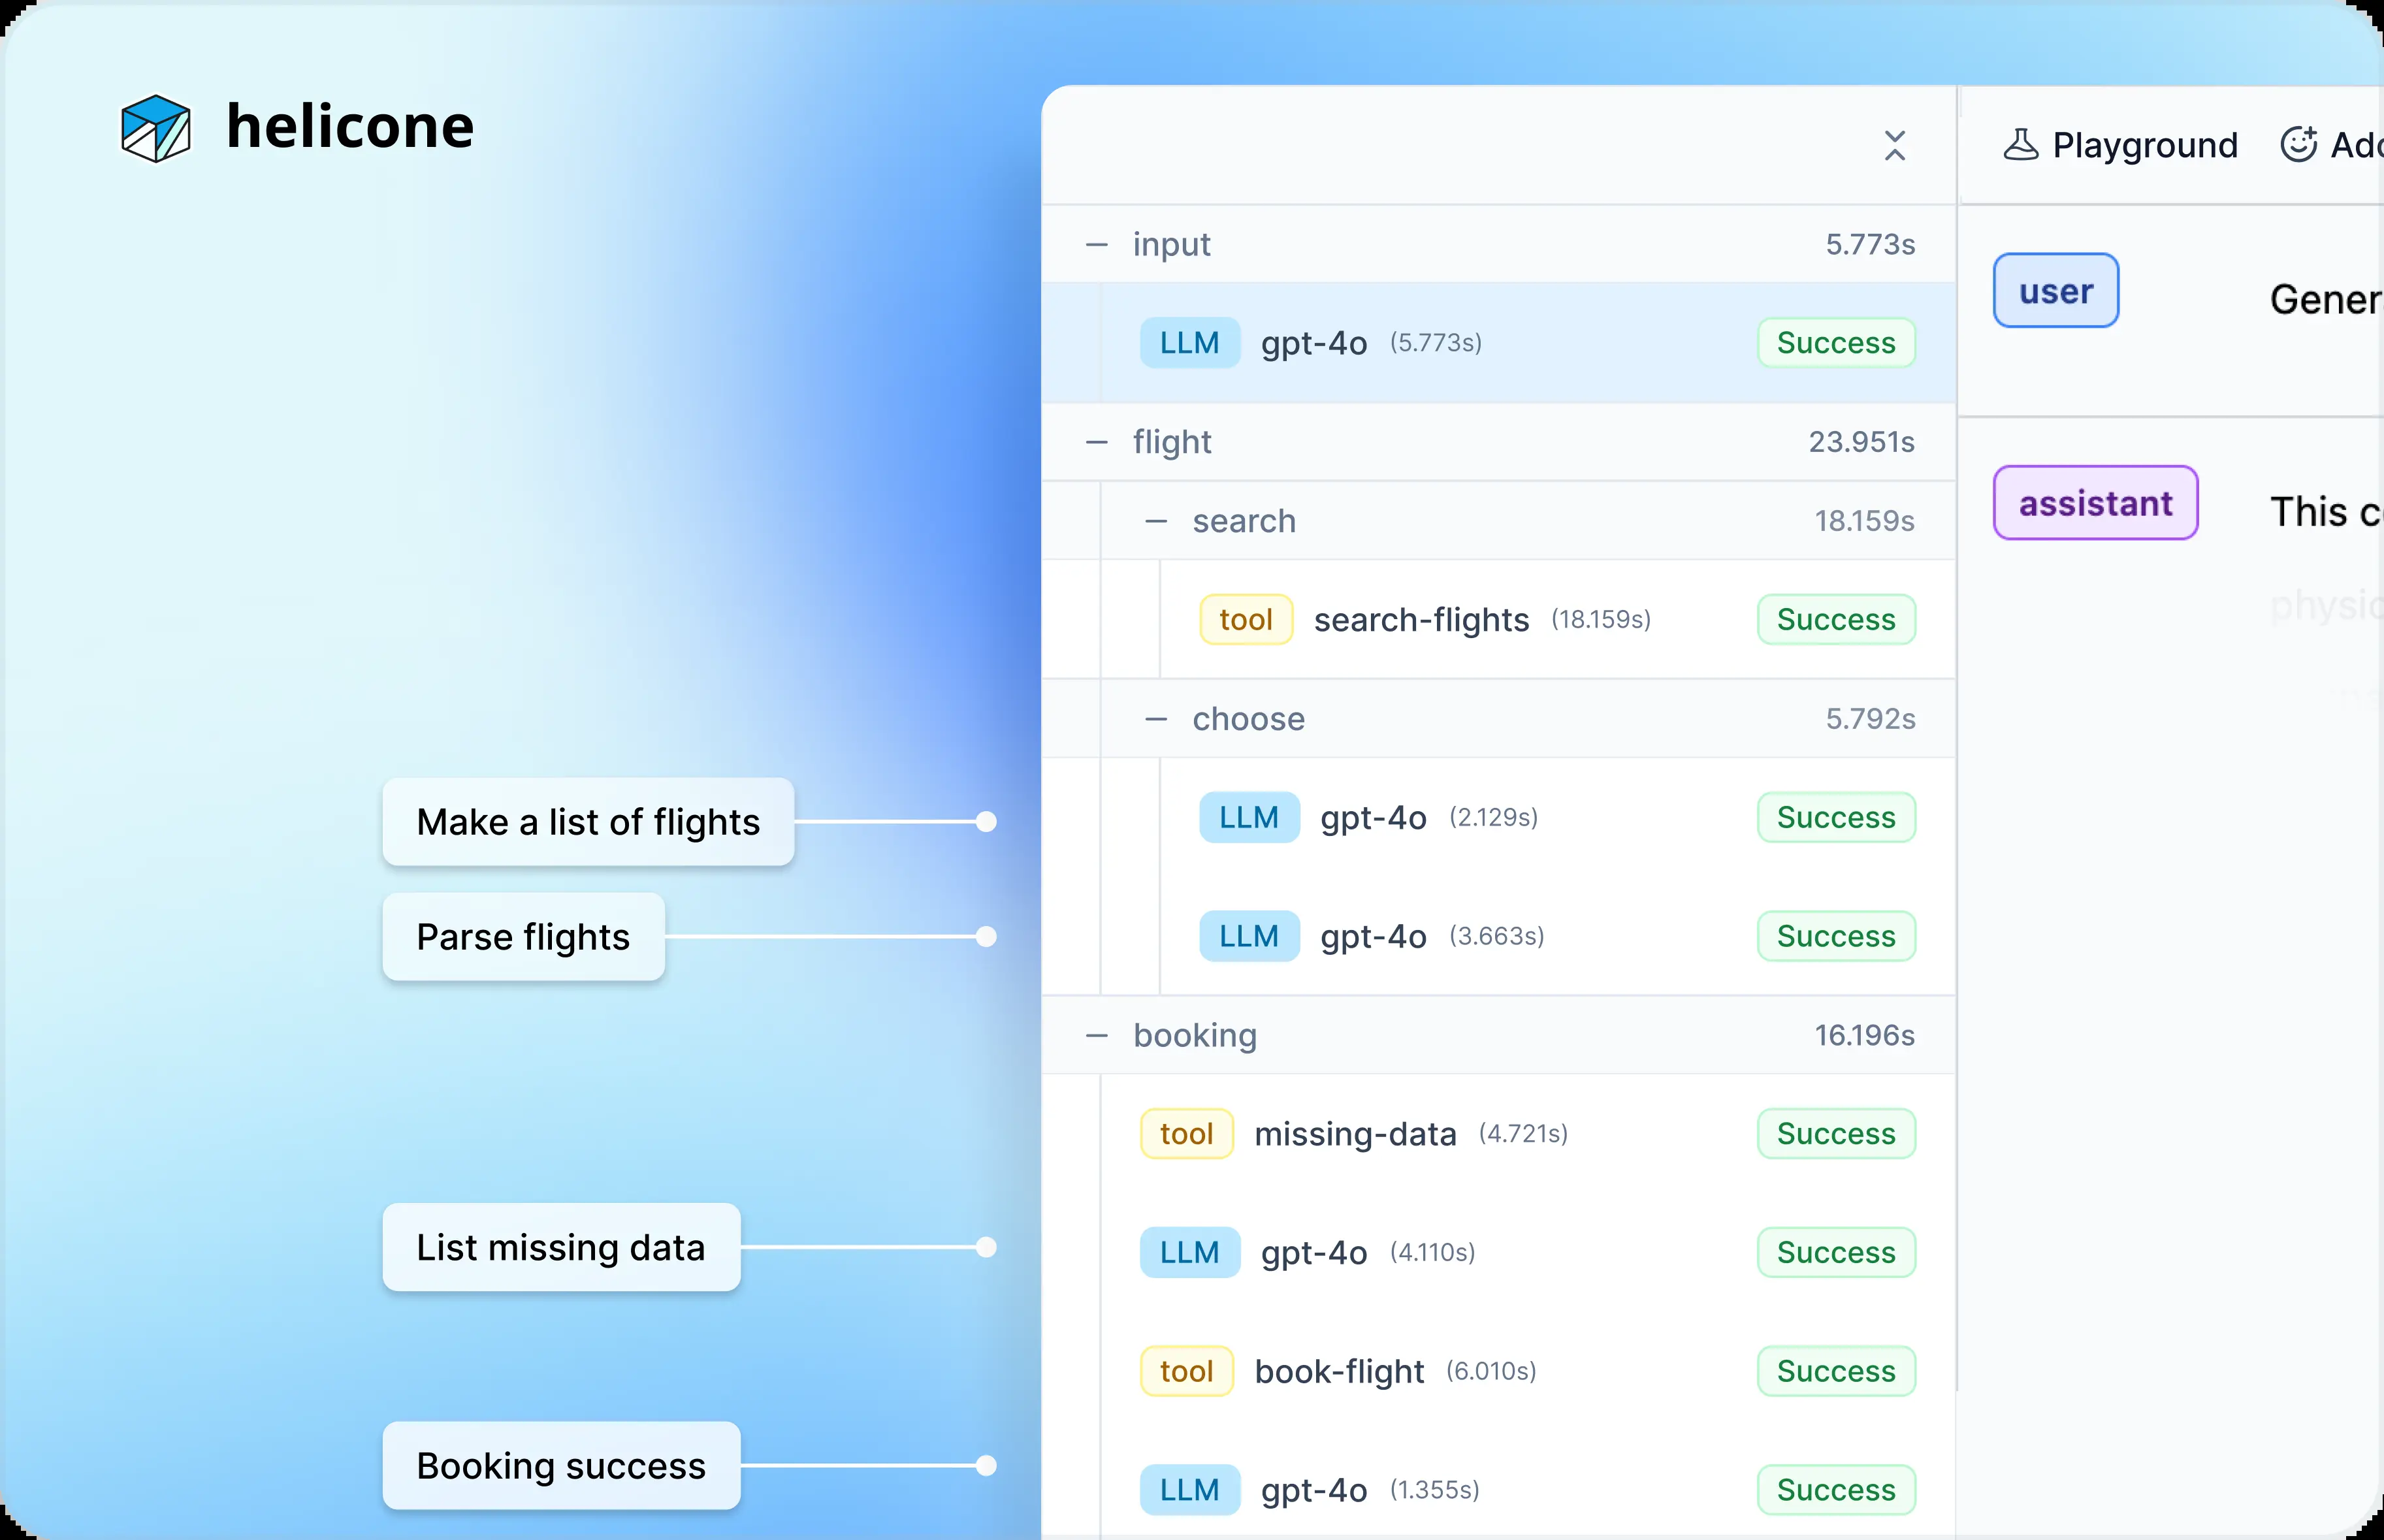 helicone
Playground
input 5.773s
LLM gpt-4o (5.773s) Success
flight 23.951s
search 18.159s
tool search-flights (18.159s) Success
choose 5.792s
LLM gpt-4o (2.129s) Success
LLM gpt-4o (3.663s) Success
booking 16.196s
tool missing-data (4.721s) Success
LLM gpt-4o (4.110s) Success
tool book-flight (6.010s) Success
LLM gpt-4o (1.355s) Success
Make a list of flights
Parse flights
List missing data
Booking success
user
assistant This